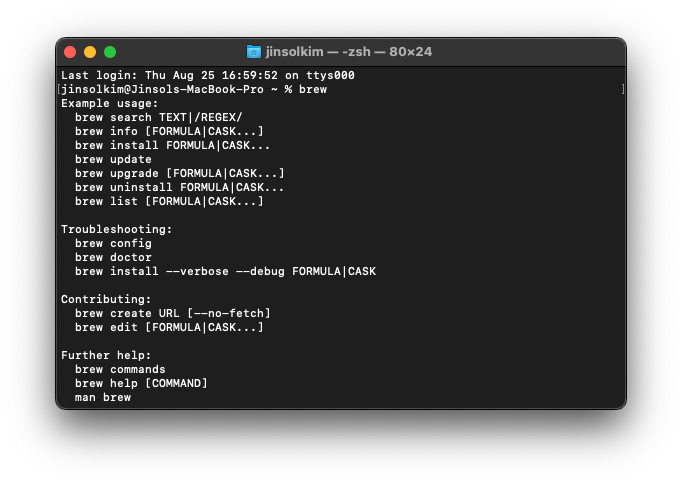 jinsolkim — -zsh — 80×24
Last login: Thu Aug 25 16:59:52 on ttys000
[jinsolkim@Jinsols-MacBook-Pro ~ % brew ]
Example usage:
  brew search TEXT|/REGEX/
  brew info [FORMULA|CASK...]
  brew install FORMULA|CASK...
  brew update
  brew upgrade [FORMULA|CASK...]
  brew uninstall FORMULA|CASK...
  brew list [FORMULA|CASK...]

Troubleshooting:
  brew config
  brew doctor
  brew install --verbose --debug FORMULA|CASK

Contributing:
  brew create URL [--no-fetch]
  brew edit [FORMULA|CASK...]

Further help:
  brew commands
  brew help [COMMAND]
  man brew